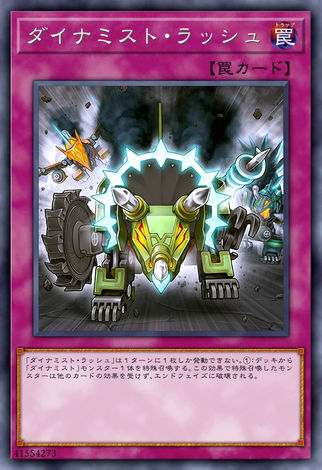 ダイナミスト・ラッシュ
トラップ
罠
【罠カード】
「ダイナミスト・ラッシュ」は1ターンに1枚しか発動できない。①：デッキから
「ダイナミスト」モンスター1体を特殊召喚する。この効果で特殊召喚したモン
スターは他のカードの効果を受けず、エンドフェイズに破壊される。
41554273